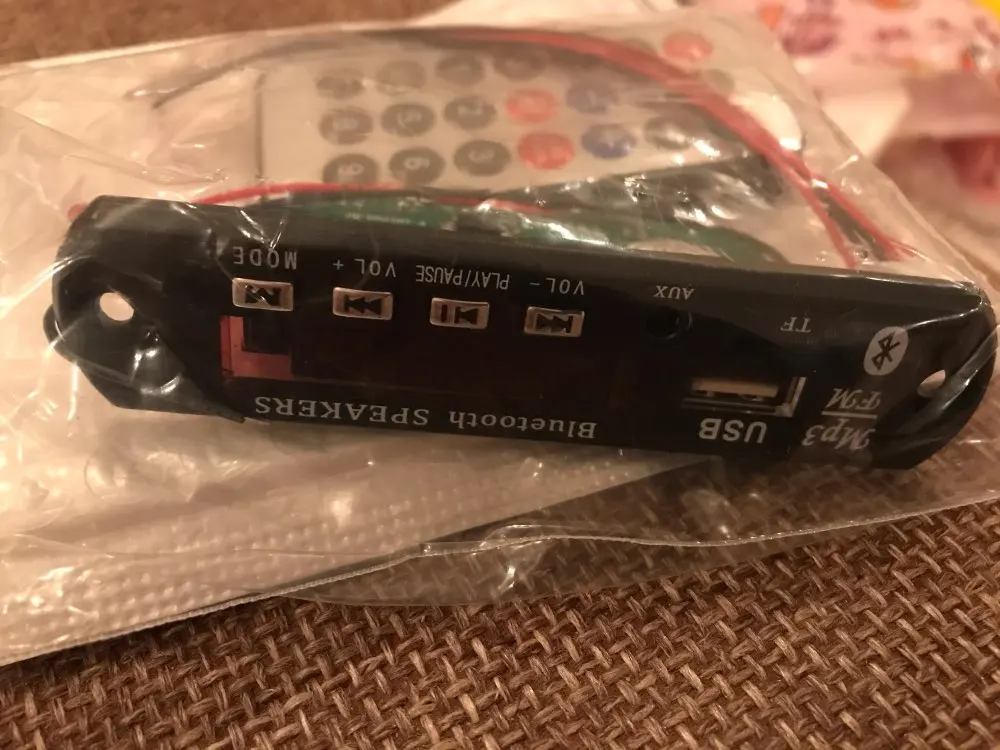 Mp3
FM
USB
Bluetooth SPEAKERS
TF
AUX
VOL -
PLAY/PAUSE
VOL +
MODE